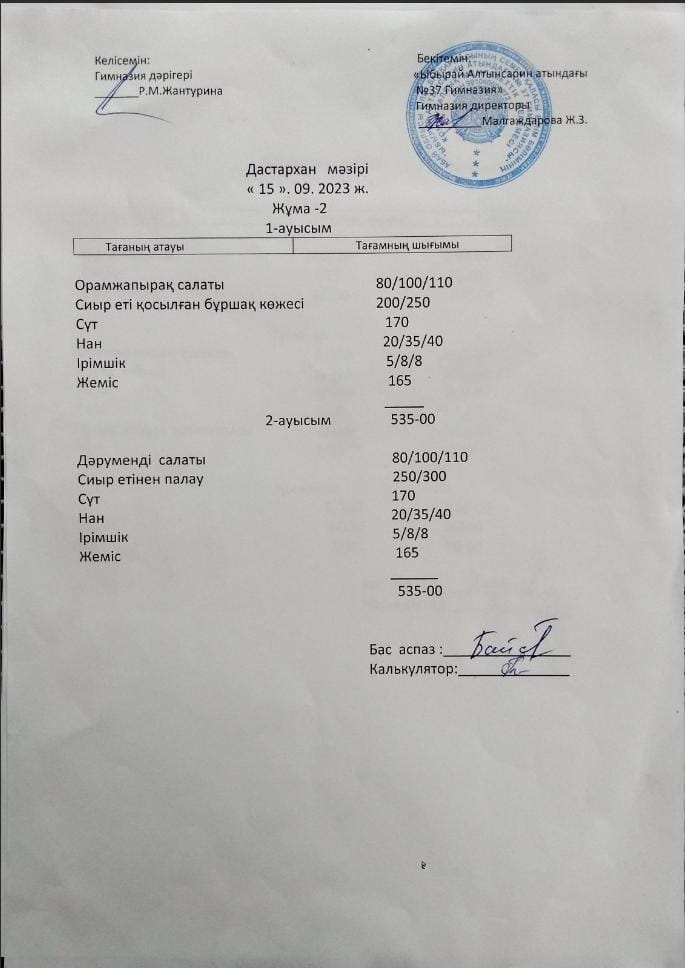 Келісемін:
Гимназия дәрігері
______Р.М.Жантурина
Бекітемін:
«Ыбырай Алтынсарин атындағы
№37 Гимназия»
Гимназия директоры
Малгаждарова Ж.З.
Дастархан мәзірі
« 15 ». 09. 2023 ж.
Жұма -2
1-ауысым
Тағаның атауы Тағамның шығымы
Орамжапырақ салаты 80/100/110
Сиыр еті қосылған бұршақ көжесі 200/250
Сүт 170
Нан 20/35/40
Ірімшік 5/8/8
Жеміс 165
2-ауысым 535-00
Дәруменді салаты 80/100/110
Сиыр етінен палау 250/300
Сүт 170
Нан 20/35/40
Ірімшік 5/8/8
Жеміс 165
535-00
Бас аспаз :
Калькулятор: